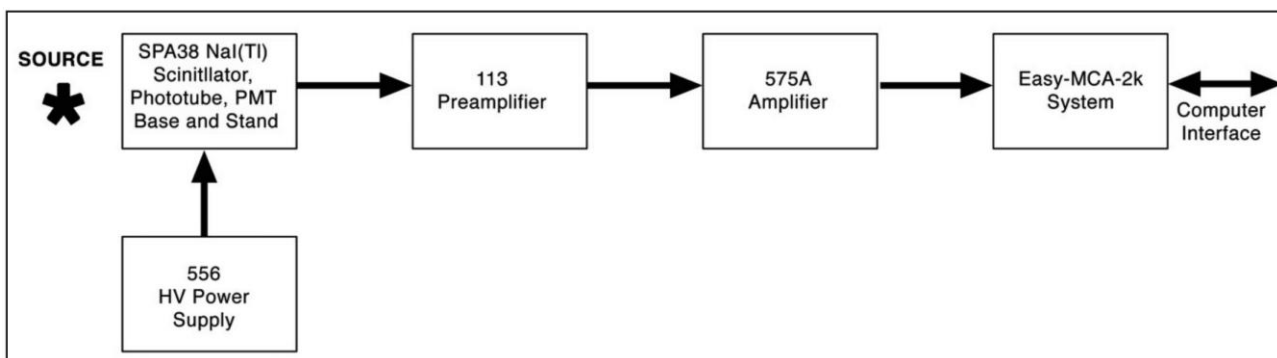 SOURCE
SPA38 NaI(Tl)
Scinitllator,
Phototube, PMT
Base and Stand
113
Preamplifier
575A
Amplifier
Easy-MCA-2k
System
Computer
Interface
556
HV Power
Supply